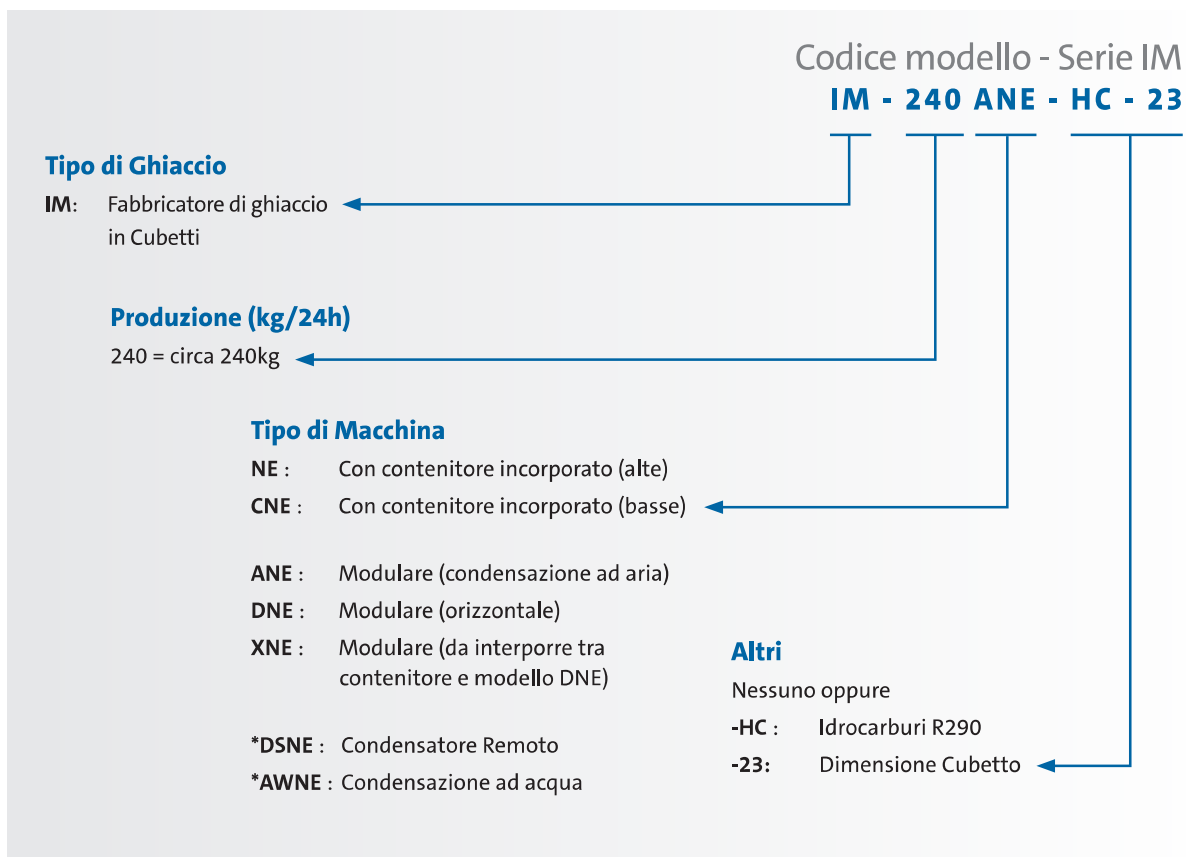 Codice modello - Serie IM
IM - 240 ANE - HC - 23
Tipo di Ghiaccio
IM: Fabbricatore di ghiaccio
in Cubetti
Produzione (kg/24h)
240 = circa 240kg
Tipo di Macchina
NE : Con contenitore incorporato (alte)
CNE : Con contenitore incorporato (basse)
ANE : Modulare (condensazione ad aria)
DNE : Modulare (orizzontale)
XNE : Modulare (da interporre tra
contenitore e modello DNE)
*DSNE : Condensatore Remoto
*AWNE : Condensazione ad acqua
Altri
Nessuno oppure
-HC : Idrocarburi R290
-23: Dimensione Cubetto